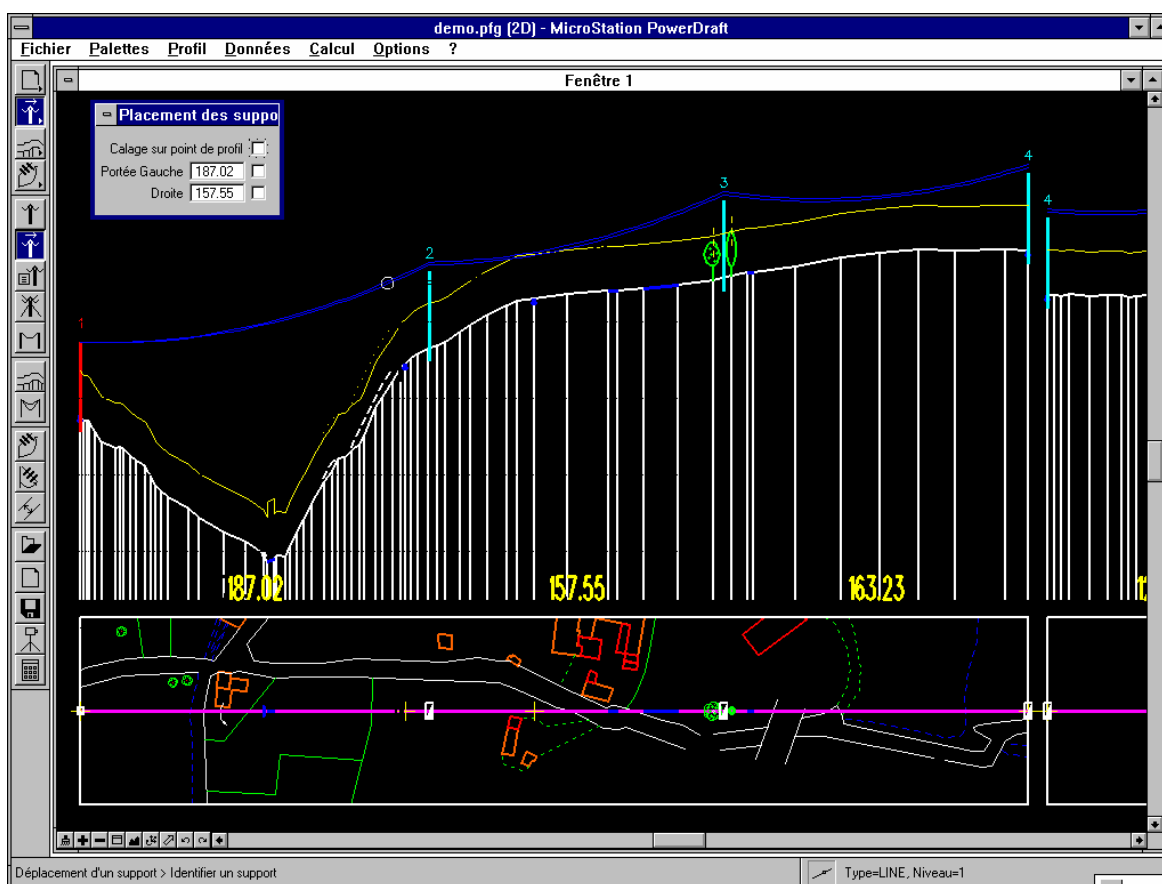 demo.pfg (2D) - MicroStation PowerDraft
Fichier Palettes Profil Données Calcul Options ?
Fenêtre 1
Placement des suppo
Calage sur point de profil
Portée Gauche 187.02
Droite 157.55
1
2
3
4
4
187.02 157.55 163.23
Déplacement d'un support > Identifier un support
Type=LINE, Niveau=1